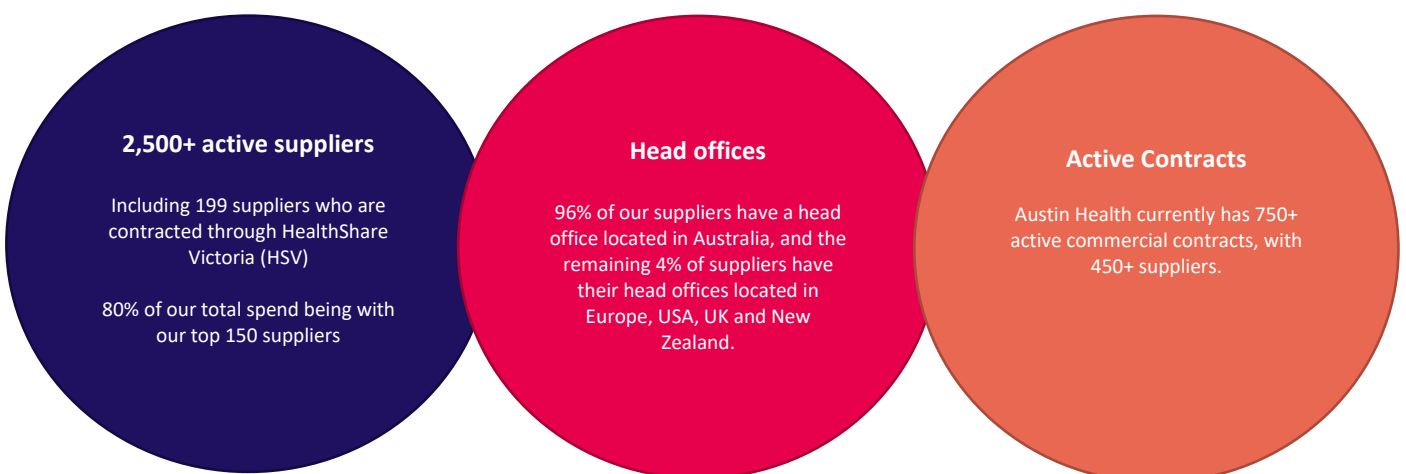 2,500+ active suppliers
Including 199 suppliers who are
contracted through HealthShare
Victoria (HSV)
80% of our total spend being with
our top 150 suppliers
Head offices
96% of our suppliers have a head
office located in Australia, and the
remaining 4% of suppliers have
their head offices located in
Europe, USA, UK and New
Zealand.
Active Contracts
Austin Health currently has 750+
active commercial contracts, with
450+ suppliers.